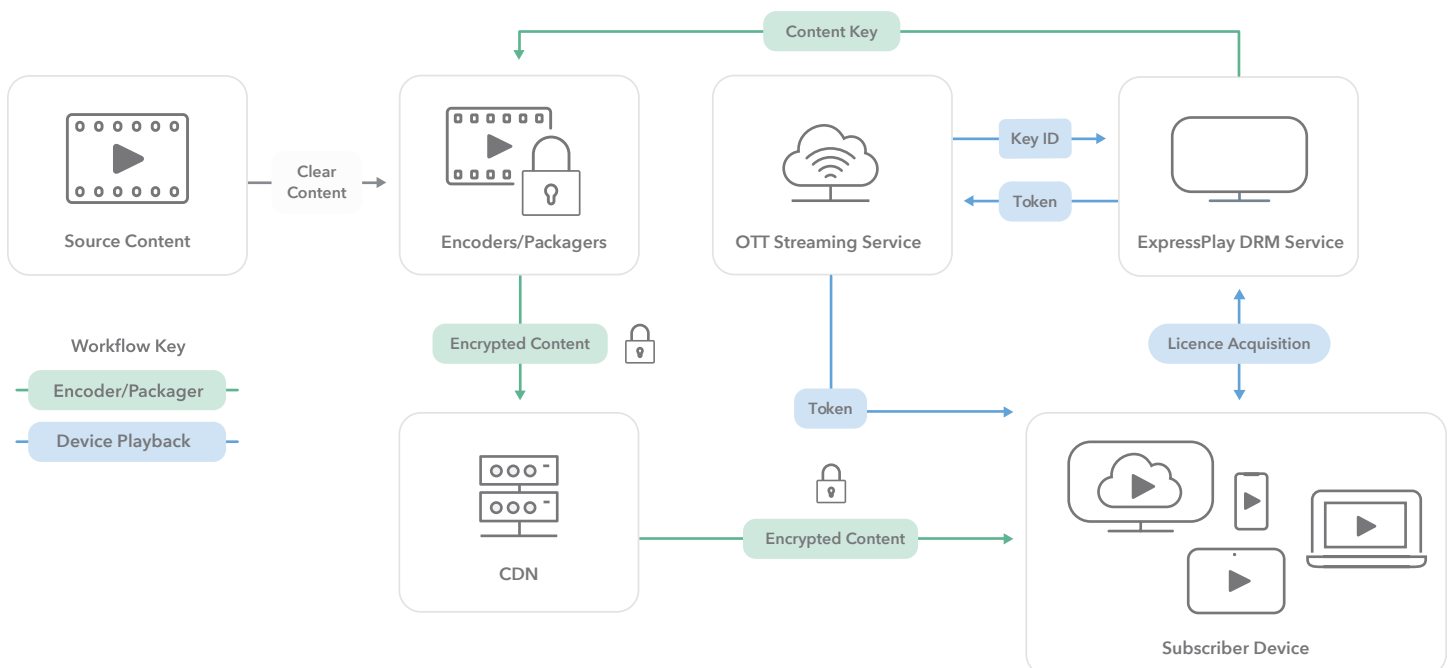 Content Key
Clear
Content
Key ID
Token
Source Content
Encoders/Packagers
OTT Streaming Service
ExpressPlay DRM Service
Workflow Key
Encoder/Packager
Device Playback
Encrypted Content
Licence Acquisition
Token
Encrypted Content
CDN
Subscriber Device